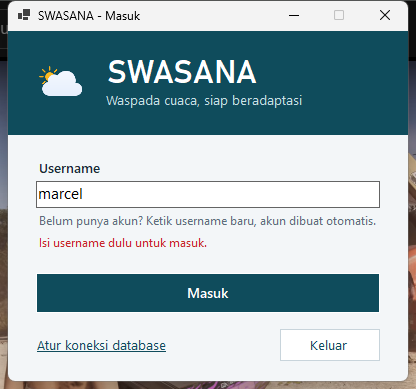 SWASANA - Masuk
SWASANA
Waspada cuaca, siap beradaptasi
Username
marcel
Belum punya akun? Ketik username baru, akun dibuat otomatis.
Isi username dulu untuk masuk.
Masuk
Atur koneksi database
Keluar